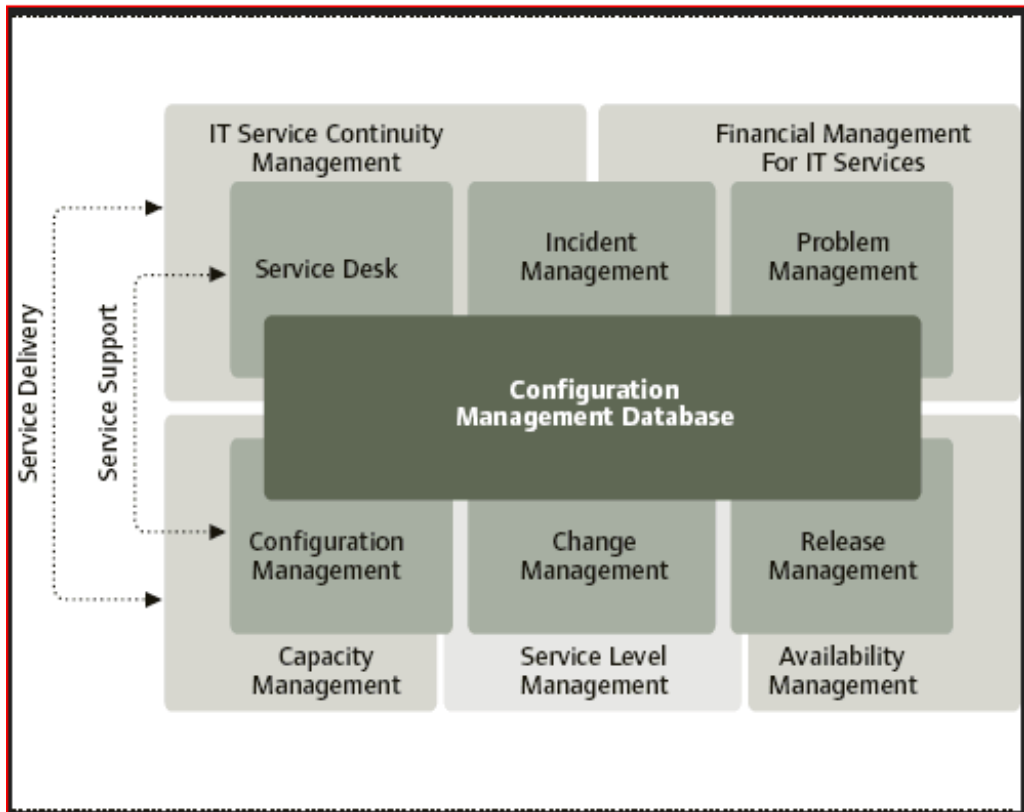 IT Service Continuity
Management
Financial Management
For IT Services
Service Desk
Incident
Management
Problem
Management
Configuration
Management Database
Service Delivery
Service Support
Configuration
Management
Change
Management
Release
Management
Capacity
Management
Service Level
Management
Availability
Management